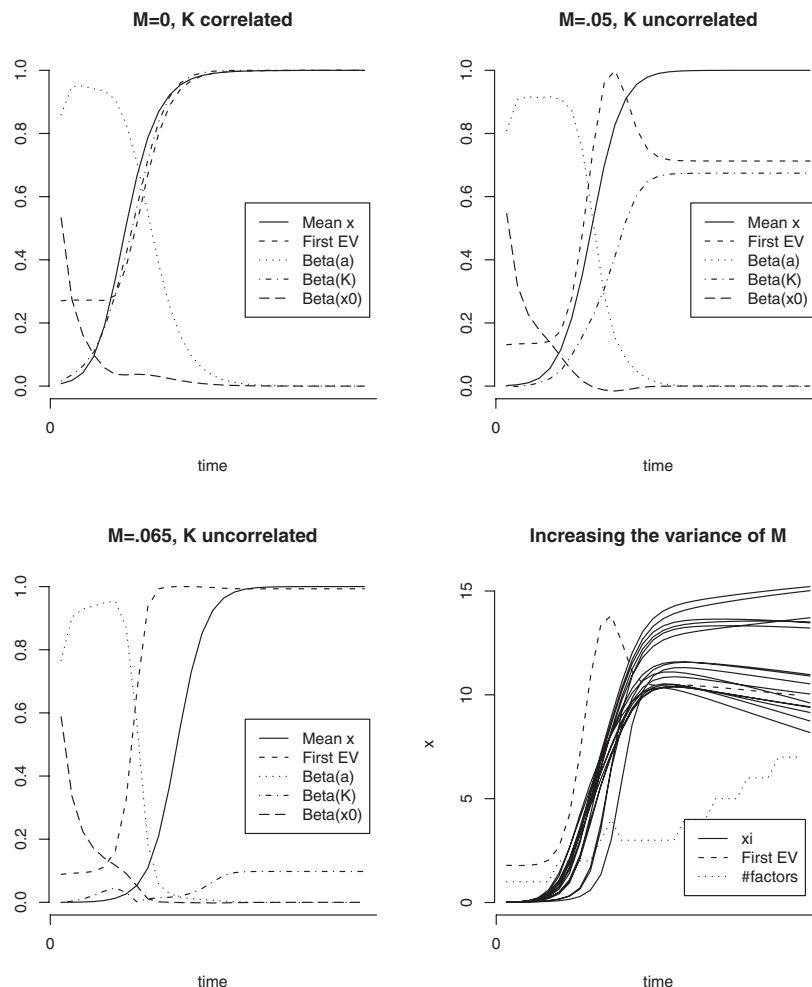 M=0, K correlated
1.0
0.8
0.6
0.4
0.2
0.0
Mean x
First EV
Beta(a)
Beta(K)
Beta(x0)
0
time
M=.05, K uncorrelated
1.0
0.8
0.6
0.4
0.2
0.0
Mean x
First EV
Beta(a)
Beta(K)
Beta(x0)
0
time
M=.065, K uncorrelated
1.0
0.8
0.6
0.4
0.2
0.0
Mean x
First EV
Beta(a)
Beta(K)
Beta(x0)
0
time
Increasing the variance of M
15
10
5
0
x
xi
First EV
#factors
0
time